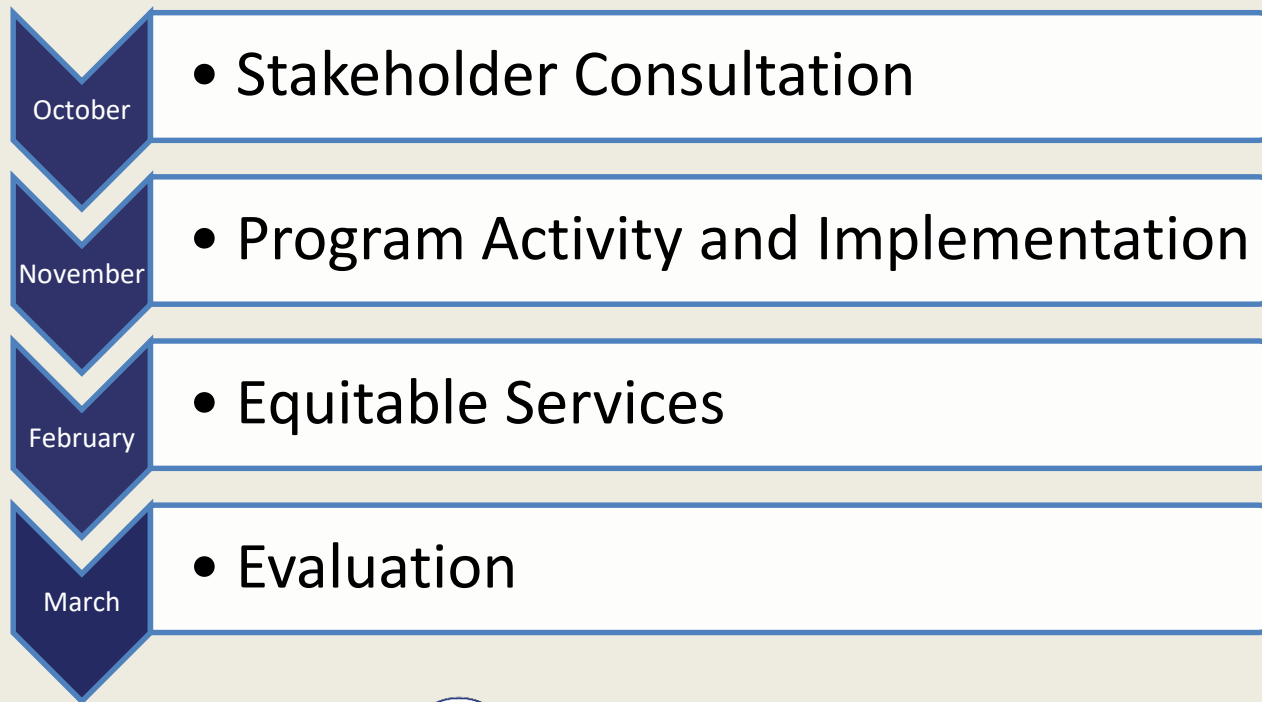 October
• Stakeholder Consultation
November
• Program Activity and Implementation
February
• Equitable Services
March
• Evaluation